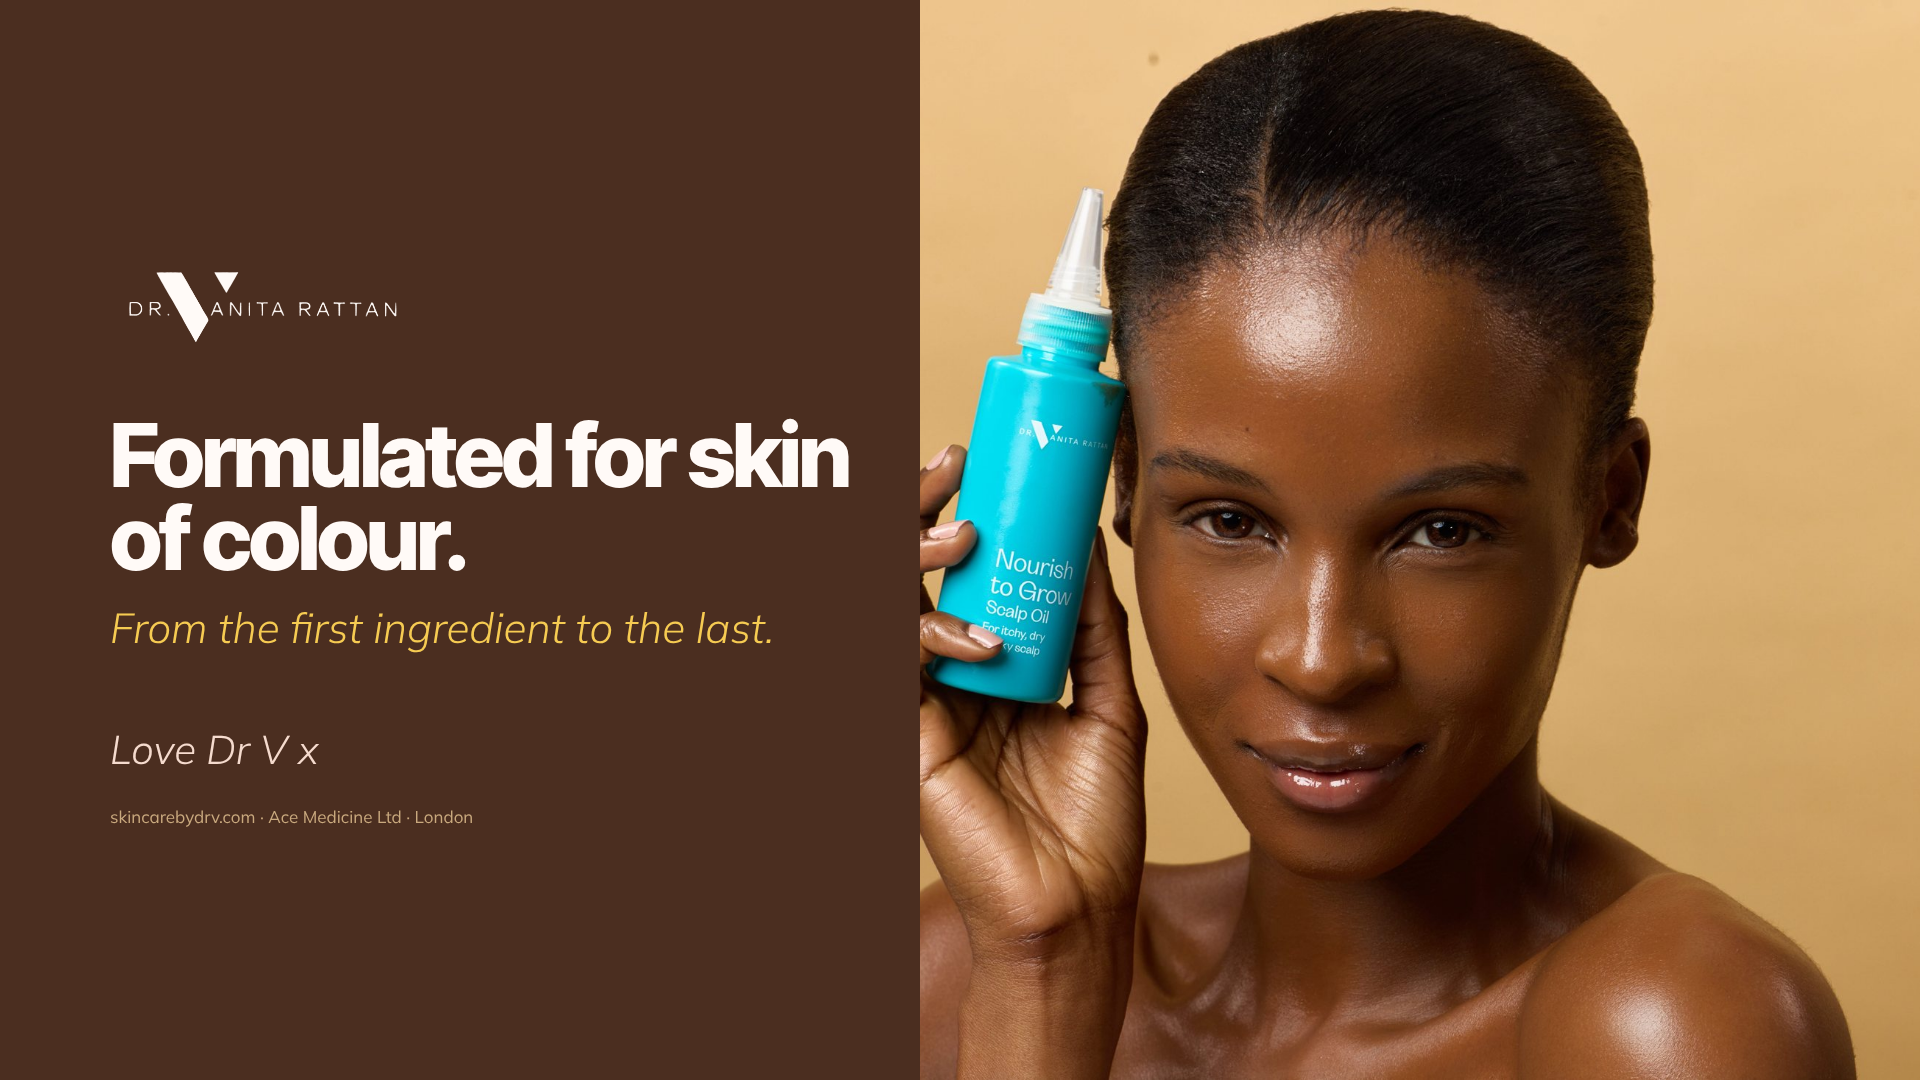 DR. VANITA RATTAN
Formulated for skin
of colour.
From the first ingredient to the last.
Love Dr V x
skincarebydrv.com · Ace Medicine Ltd · London
DR. VANITA RATTAN
Nourish
to Grow
Scalp Oil
For itchy, dry
scalp